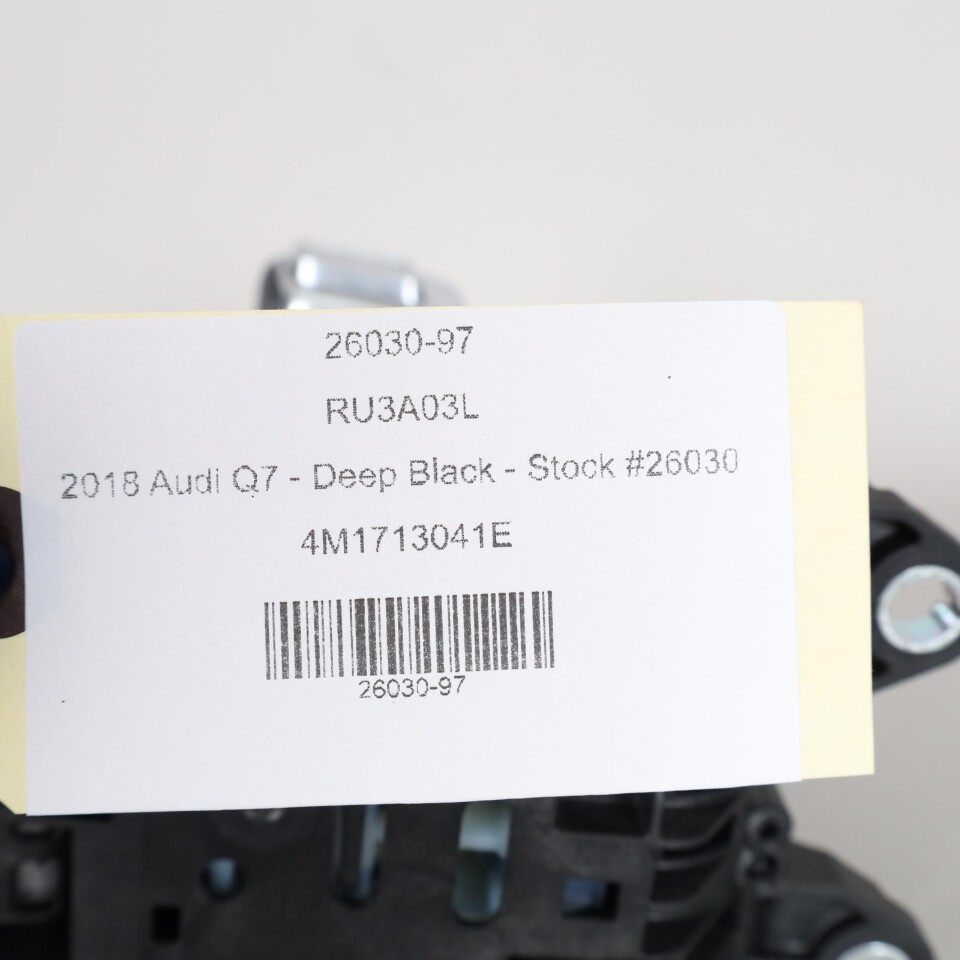 26030-97
RU3A03L
2018 Audi Q7 - Deep Black - Stock #26030
4M1713041E
26030-97